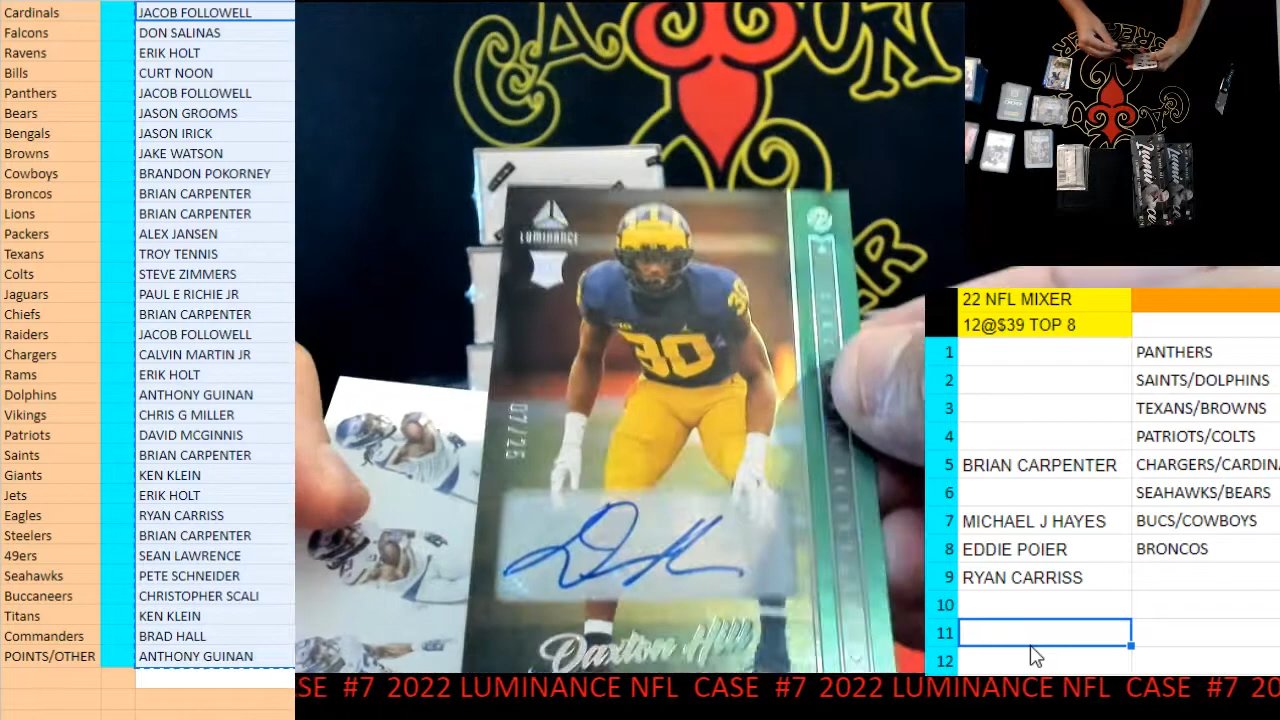 Cardinals JACOB FOLLOWELL
Falcons DON SALINAS
Ravens ERIK HOLT
Bills CURT NOON
Panthers JACOB FOLLOWELL
Bears JASON GROOMS
Bengals JASON IRICK
Browns JAKE WATSON
Cowboys BRANDON POKORNEY
Broncos BRIAN CARPENTER
Lions BRIAN CARPENTER
Packers ALEX JANSEN
Texans TROY TENNIS
Colts STEVE ZIMMERS
Jaguars PAUL E RICHIE JR
Chiefs BRIAN CARPENTER
Raiders JACOB FOLLOWELL
Chargers CALVIN MARTIN JR
Rams ERIK HOLT
Dolphins ANTHONY GUINAN
Vikings CHRIS G MILLER
Patriots DAVID MCGINNIS
Saints BRIAN CARPENTER
Giants KEN KLEIN
Jets ERIK HOLT
Eagles RYAN CARRISS
Steelers BRIAN CARPENTER
49ers SEAN LAWRENCE
Seahawks PETE SCHNEIDER
Buccaneers CHRISTOPHER SCALI
Titans KEN KLEIN
Commanders BRAD HALL
POINTS/OTHER ANTHONY GUINAN
LUMINANCE
30
30
07/25
Daxton Hill
22 NFL MIXER
12@$39 TOP 8
1 PANTHERS
2 SAINTS/DOLPHINS
3 TEXANS/BROWNS
4 PATRIOTS/COLTS
5 BRIAN CARPENTER CHARGERS/CARDINA
6 SEAHAWKS/BEARS
7 MICHAEL J HAYES BUCS/COWBOYS
8 EDDIE POIER BRONCOS
9 RYAN CARRISS
10
11
12
SE #7 2022 LUMINANCE NFL CASE #7 2022 LUMINANCE NFL CASE #7 20